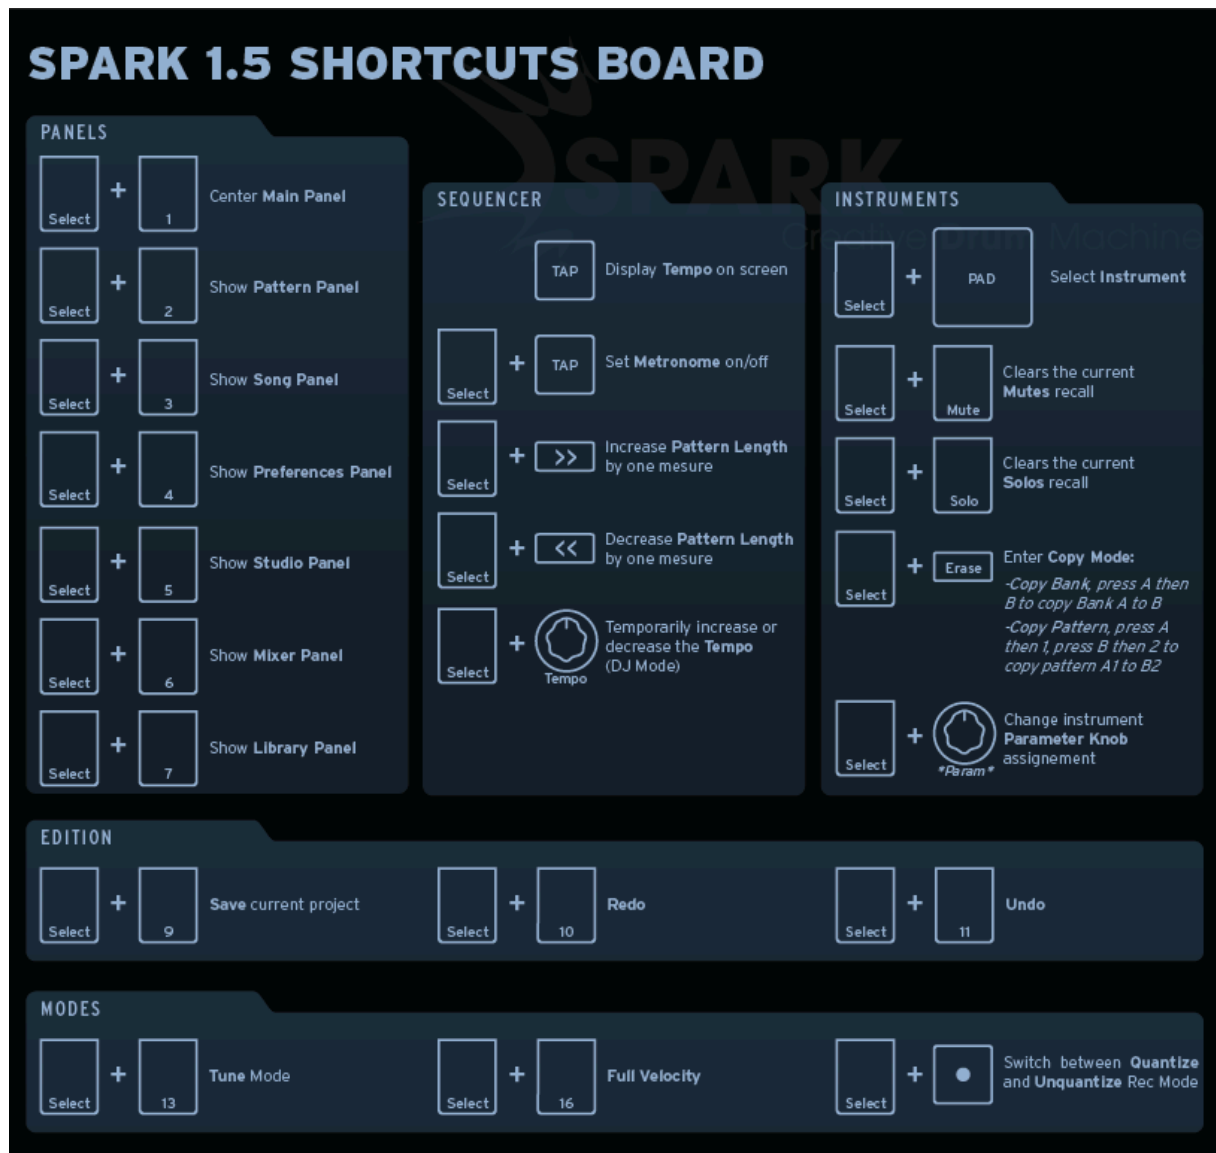 SPARK 1.5 SHORTCUTS BOARD
SPARK
Creative Drum Machine
PANELS
Select + 1 Center Main Panel
Select + 2 Show Pattern Panel
Select + 3 Show Song Panel
Select + 4 Show Preferences Panel
Select + 5 Show Studio Panel
Select + 6 Show Mixer Panel
Select + 7 Show Library Panel
SEQUENCER
TAP Display Tempo on screen
Select + TAP Set Metronome on/off
Select + >> Increase Pattern Length
by one mesure
Select + << Decrease Pattern Length
by one mesure
Select + Tempo Temporarily increase or
decrease the Tempo
(DJ Mode)
INSTRUMENTS
Select + PAD Select Instrument
Select + Mute Clears the current
Mutes recall
Select + Solo Clears the current
Solos recall
Select + Erase Enter Copy Mode:
-Copy Bank, press A then
B to copy Bank A to B
-Copy Pattern, press A
then 1, press B then 2 to
copy pattern A1 to B2
Select + *Param* Change instrument
Parameter Knob
assignement
EDITION
Select + 9 Save current project
Select + 10 Redo
Select + 11 Undo
MODES
Select + 13 Tune Mode
Select + 16 Full Velocity
Select + Switch between Quantize
and Unquantize Rec Mode